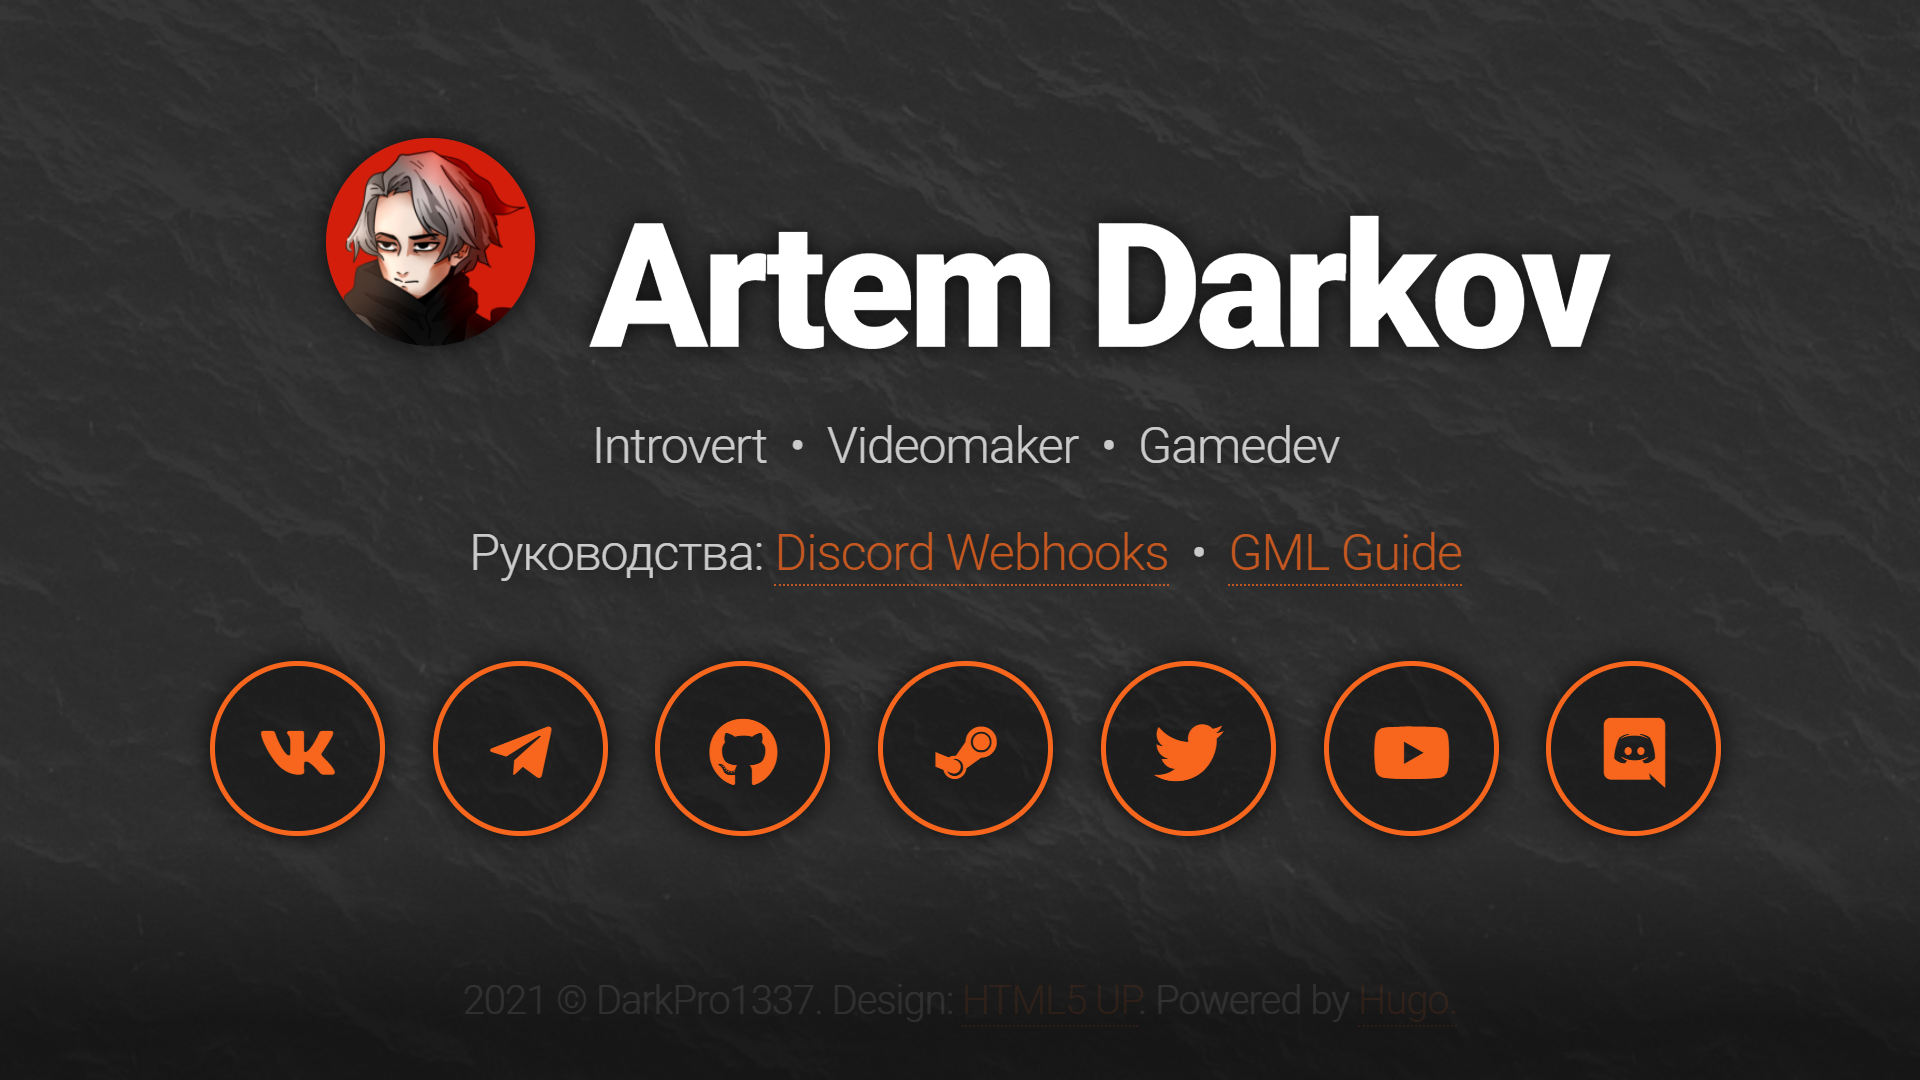 Artem Darkov
Introvert • Videomaker • Gamedev
Руководства: Discord Webhooks • GML Guide
2021 © DarkPro1337. Design: HTML5 UP. Powered by Hugo.